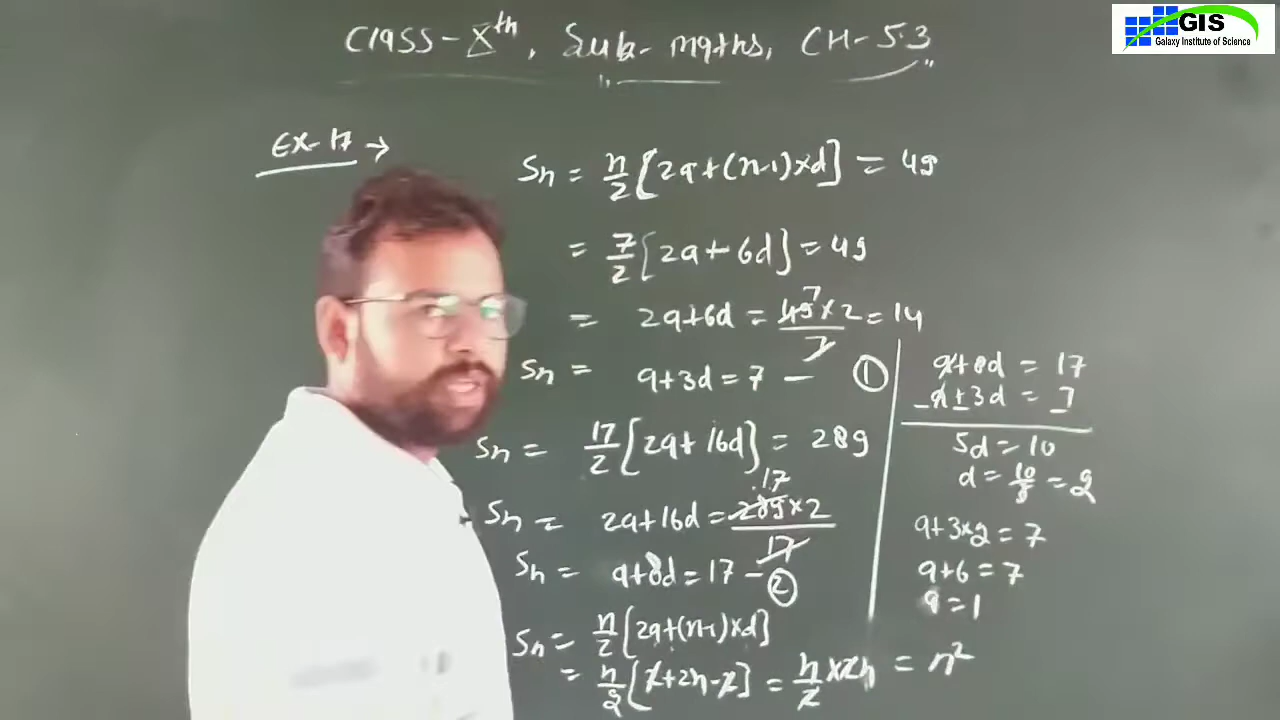 GIS
Galaxy Institute of Science
Class-Xth, Sub- maths, CH-5.3
Ex-17 →
Sn = n/2 [2a+(n-1)×d] = 49
= 7/2 [2a+6d] = 49
= 2a+6d = 49×2/7 = 14
7
Sn = a+3d = 7 — ①
Sn = 17/2 [2a+16d] = 289
Sn = 2a+16d = 289×2/17
17
Sn = a+8d = 17 — ②
Sn = n/2 [2a+(n-1)×d]
= n/2 [2+2n-2] = n/2 ×2n = n²
a+8d = 17
-a+3d = 7
5d = 10
d = 10/5 = 2
a+3×2 = 7
a+6 = 7
a = 1